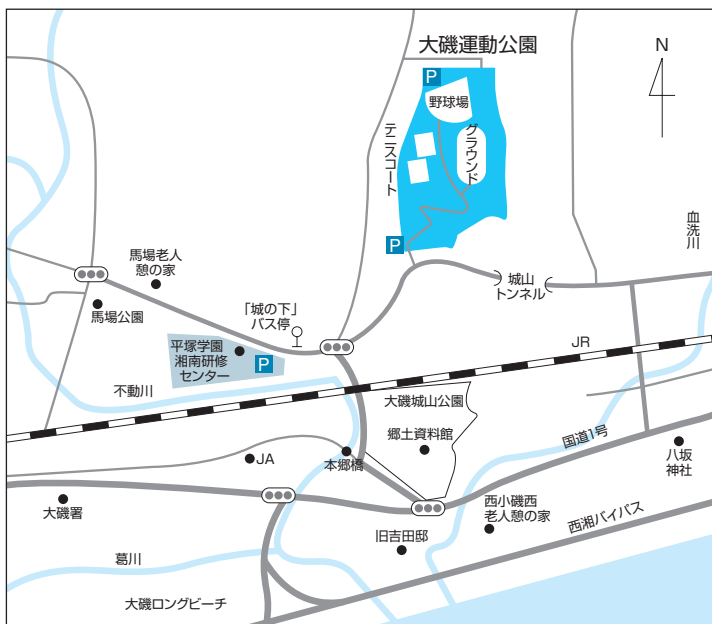 大磯運動公園
N
P
野球場
テニスコート
グラウンド
P
血洗川
馬場老人
憩の家
城山
トンネル
馬場公園
「城の下」
バス停
平塚学園
湘南研修
センター
P
JR
不動川
大磯城山公園
郷土資料館
国道1号
JA
本郷橋
八坂
神社
大磯署
西小磯西
老人憩の家
西湘バイパス
旧吉田邸
葛川
大磯ロングビーチ